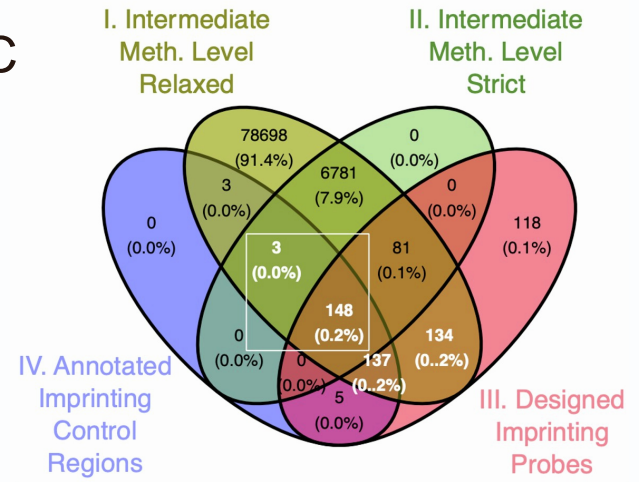 C
I. Intermediate
Meth. Level
Relaxed
II. Intermediate
Meth. Level
Strict
78698
(91.4%)
0
(0.0%)
6781
(7.9%)
3
(0.0%)
0
(0.0%)
0
(0.0%)
118
(0.1%)
3
(0.0%)
81
(0.1%)
148
(0.2%)
0
(0.0%)
0
(0.0%)
137
(0..2%)
134
(0..2%)
5
(0.0%)
IV. Annotated
Imprinting
Control
Regions
III. Designed
Imprinting
Probes